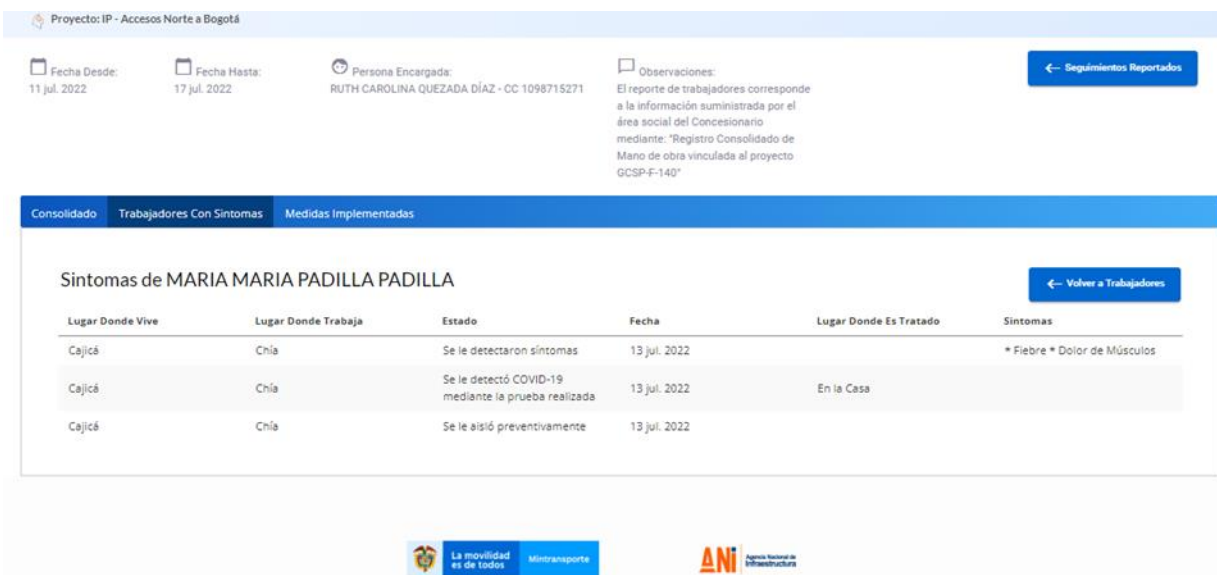 Proyecto: IP - Accesos Norte a Bogotá
Fecha Desde:
11 jul. 2022
Fecha Hasta:
17 jul. 2022
Persona Encargada:
RUTH CAROLINA QUEZADA DÍAZ - CC 1098715271
Observaciones:
El reporte de trabajadores corresponde
a la información suministrada por el
área social del Concesionario
mediante: "Registro Consolidado de
Mano de obra vinculada al proyecto
GCSP-F-140"
← Seguimientos Reportados
Consolidado Trabajadores Con Sintomas Medidas Implementadas
Sintomas de MARIA MARIA PADILLA PADILLA
← Volver a Trabajadores
Lugar Donde Vive Lugar Donde Trabaja Estado Fecha Lugar Donde Es Tratado Sintomas
Cajicá Chía Se le detectaron síntomas 13 jul. 2022 * Fiebre * Dolor de Músculos
Cajicá Chía Se le detectó COVID-19 mediante la prueba realizada 13 jul. 2022 En la Casa
Cajicá Chía Se le aisló preventivamente 13 jul. 2022
La movilidad
es de todos
Mintransporte
ANI
Agencia Nacional de
Infraestructura